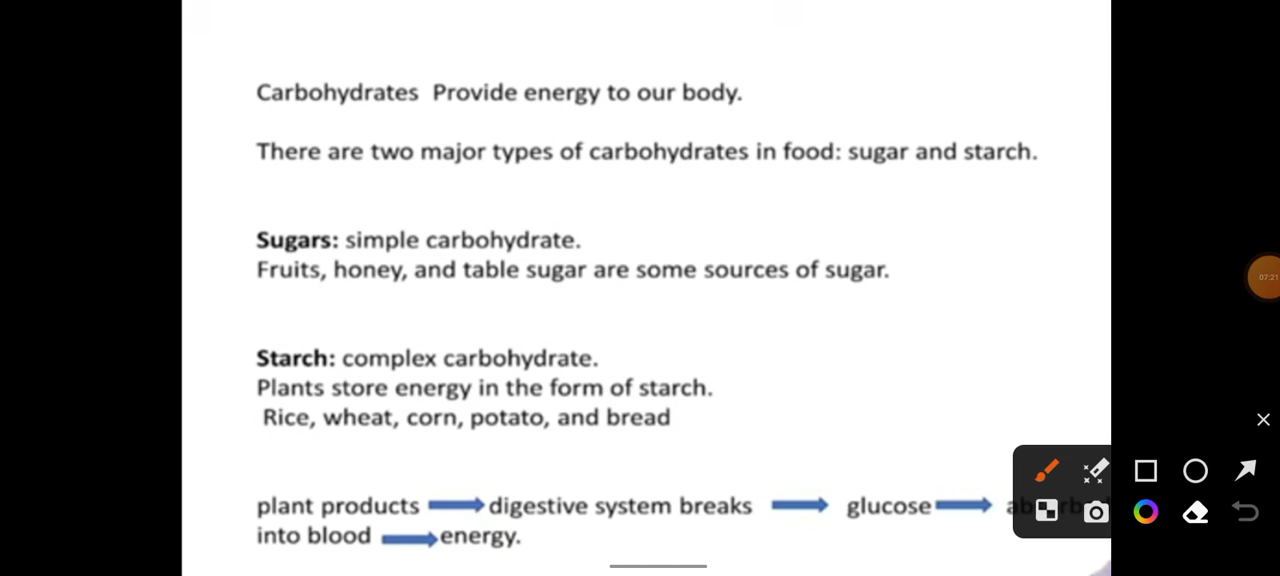 Carbohydrates Provide energy to our body.
There are two major types of carbohydrates in food: sugar and starch.
Sugars: simple carbohydrate.
Fruits, honey, and table sugar are some sources of sugar.
Starch: complex carbohydrate.
Plants store energy in the form of starch.
Rice, wheat, corn, potato, and bread
plant products digestive system breaks glucose
into blood energy.
07:21